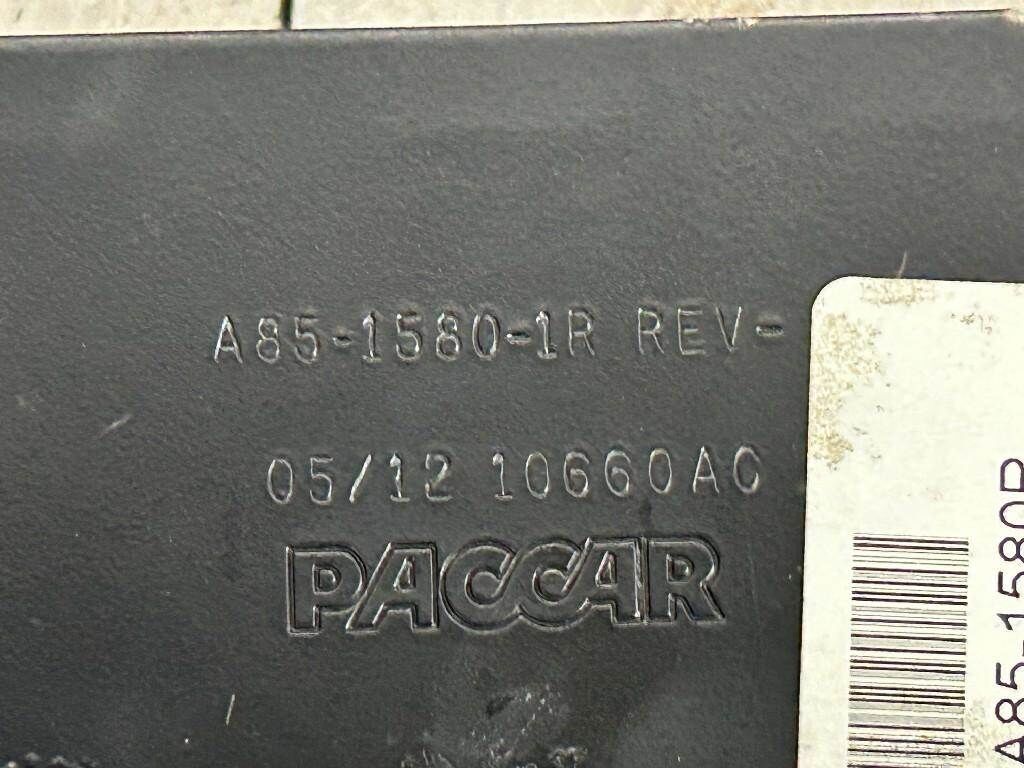 A85-1580-1R REV-
05/12 10660AC
PACCAR
A85-1580R